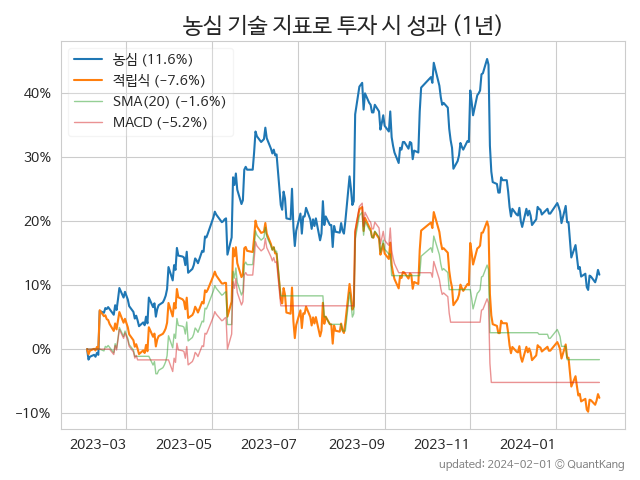 농심 기술 지표로 투자 시 성과 (1년)
농심 (11.6%)
적립식 (−7.6%)
SMA(20) (−1.6%)
MACD (−5.2%)
40%
30%
20%
10%
0%
−10%
2023-03 2023-05 2023-07 2023-09 2023-11 2024-01
updated: 2024-02-01 © QuantKang